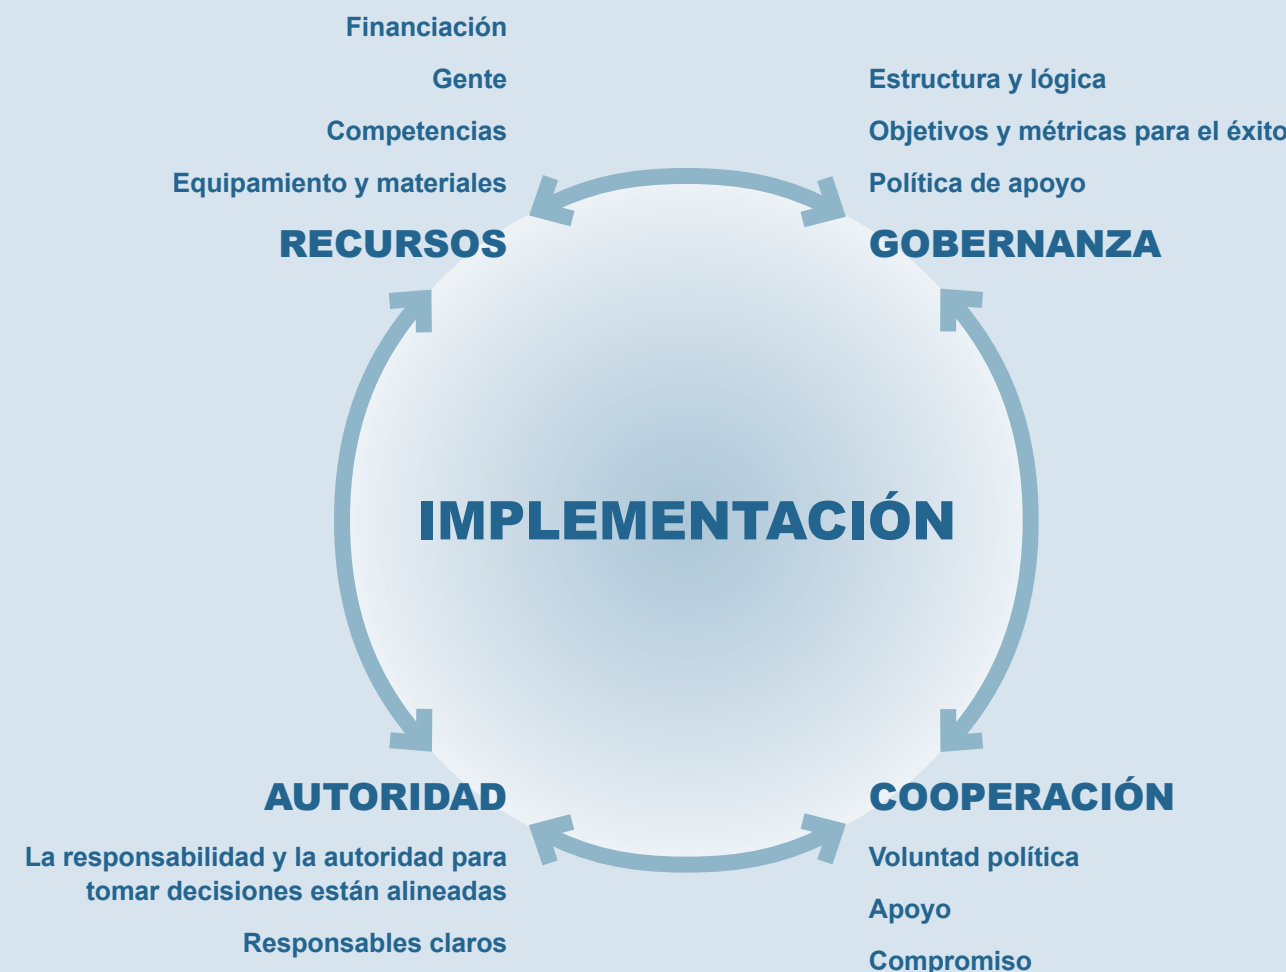 Financiación
Gente
Competencias
Equipamiento y materiales
RECURSOS
Estructura y lógica
Objetivos y métricas para el éxito
Política de apoyo
GOBERNANZA
IMPLEMENTACIÓN
AUTORIDAD
La responsabilidad y la autoridad para
tomar decisiones están alineadas
Responsables claros
COOPERACIÓN
Voluntad política
Apoyo
Compromiso